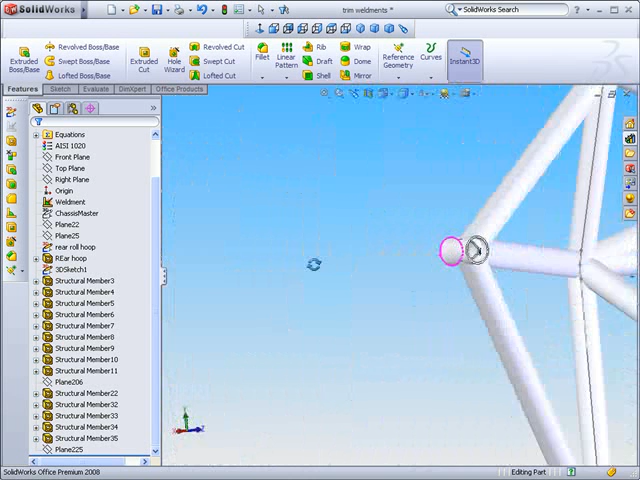 SolidWorks
trim weldments *
SolidWorks Search
Extruded Boss/Base
Revolved Boss/Base
Swept Boss/Base
Lofted Boss/Base
Extruded Cut
Hole Wizard
Revolved Cut
Swept Cut
Lofted Cut
Fillet
Linear Pattern
Rib
Draft
Shell
Wrap
Dome
Mirror
Reference Geometry
Curves
Instant3D
Features
Sketch
Evaluate
DimXpert
Office Products
Equations
AISI 1020
Front Plane
Top Plane
Right Plane
Origin
Weldment
ChassisMaster
Plane22
Plane25
rear roll hoop
REar hoop
3DSketch1
Structural Member3
Structural Member4
Structural Member5
Structural Member6
Structural Member7
Structural Member8
Structural Member9
Structural Member10
Structural Member11
Plane206
Structural Member22
Structural Member32
Structural Member33
Structural Member34
Structural Member35
Plane225
SolidWorks Office Premium 2008
Editing Part